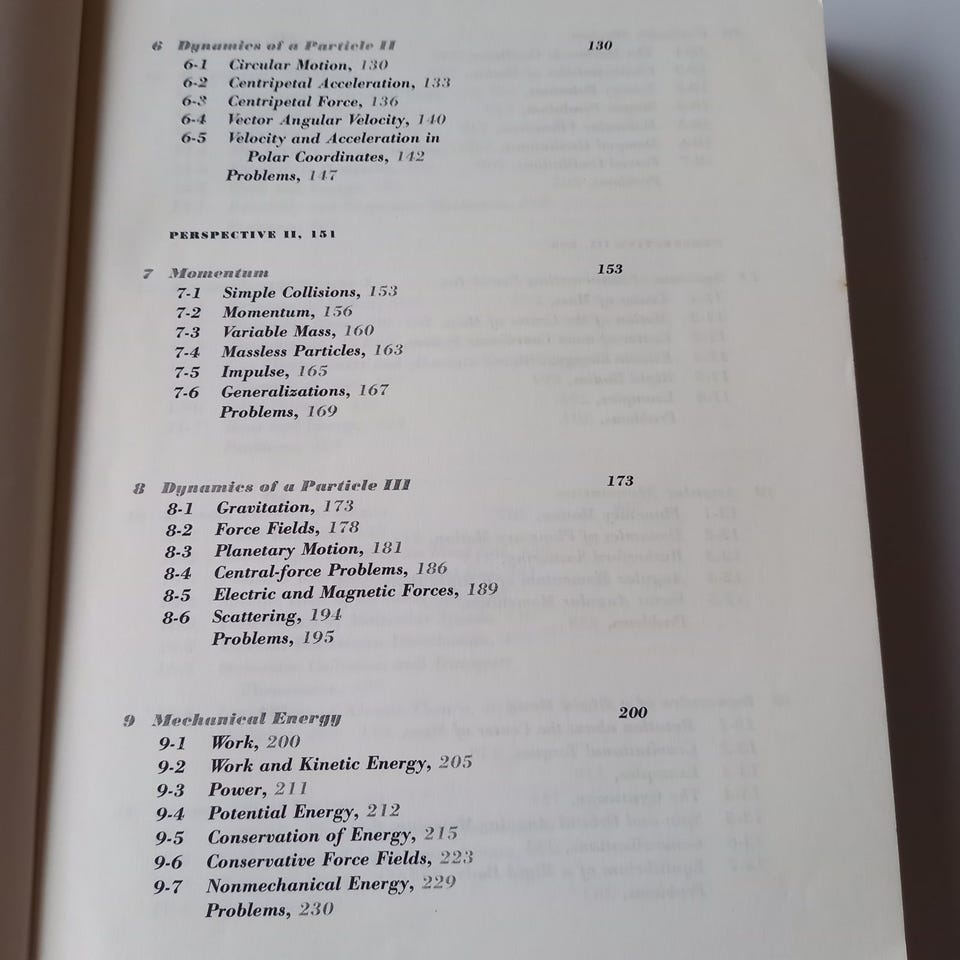 6 Dynamics of a Particle II 130
6-1 Circular Motion, 130
6-2 Centripetal Acceleration, 133
6-3 Centripetal Force, 136
6-4 Vector Angular Velocity, 140
6-5 Velocity and Acceleration in
Polar Coordinates, 142
Problems, 147
PERSPECTIVE II, 151
7 Momentum 153
7-1 Simple Collisions, 153
7-2 Momentum, 156
7-3 Variable Mass, 160
7-4 Massless Particles, 163
7-5 Impulse, 165
7-6 Generalizations, 167
Problems, 169
8 Dynamics of a Particle III 173
8-1 Gravitation, 173
8-2 Force Fields, 178
8-3 Planetary Motion, 181
8-4 Central-force Problems, 186
8-5 Electric and Magnetic Forces, 189
8-6 Scattering, 194
Problems, 195
9 Mechanical Energy 200
9-1 Work, 200
9-2 Work and Kinetic Energy, 205
9-3 Power, 211
9-4 Potential Energy, 212
9-5 Conservation of Energy, 215
9-6 Conservative Force Fields, 223
9-7 Nonmechanical Energy, 229
Problems, 230